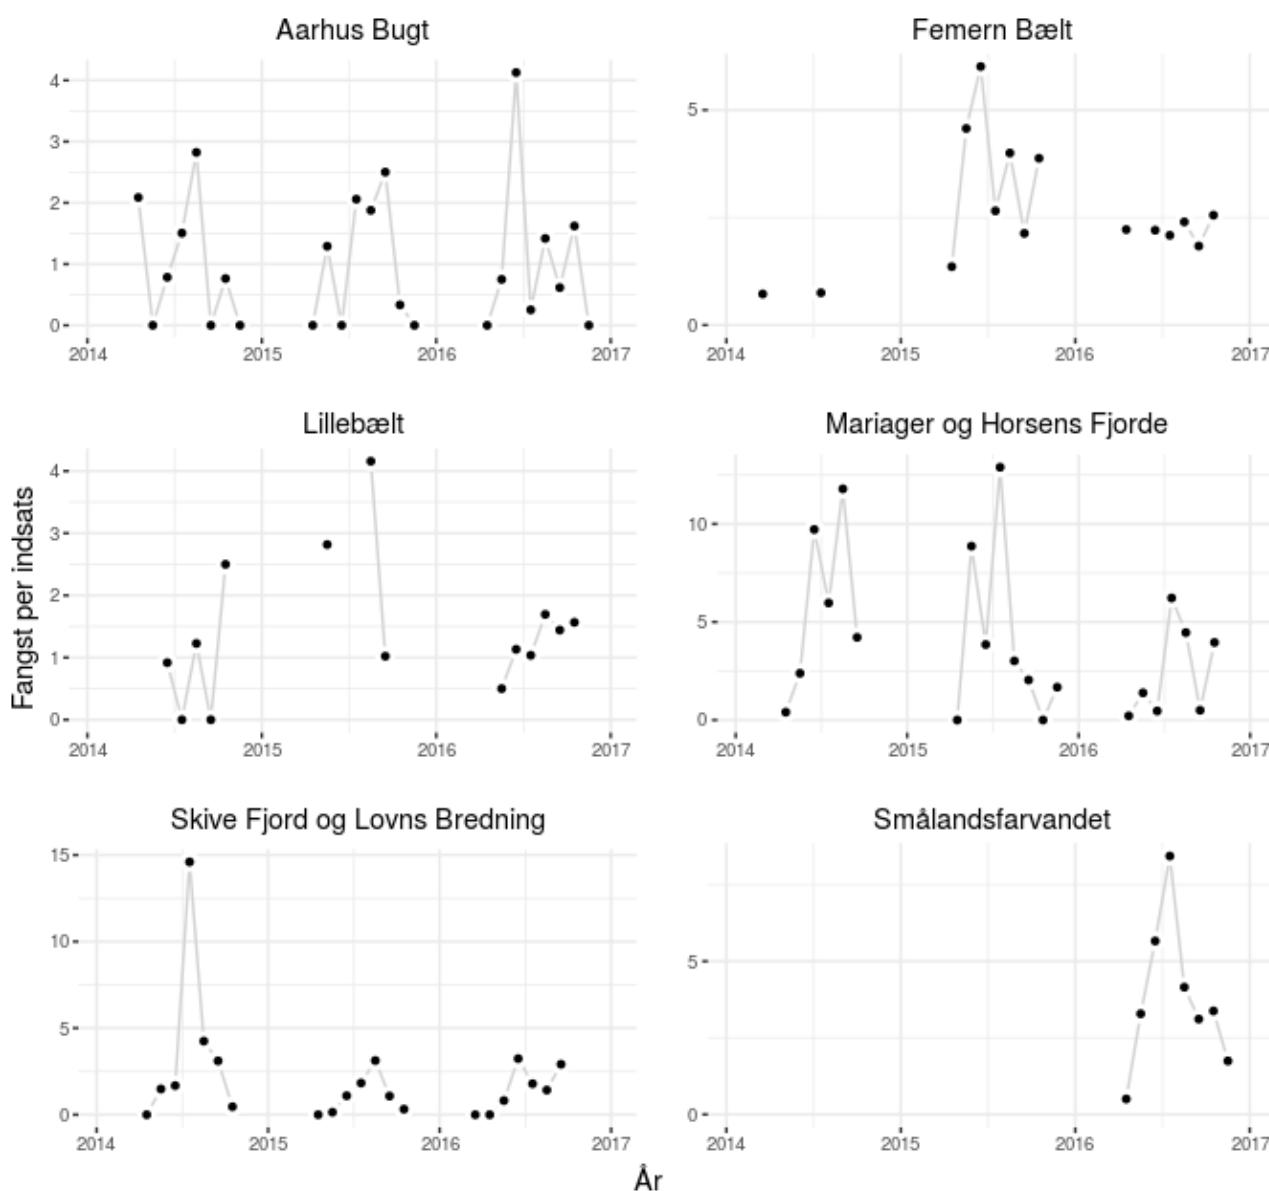 Aarhus Bugt
Femern Bælt
4
3
2
1
0
2014 2015 2016 2017
5
0
2014 2015 2016 2017
Lillebælt
Mariager og Horsens Fjorde
Fangst per indsats
4
3
2
1
0
2014 2015 2016 2017
10
5
0
2014 2015 2016 2017
Skive Fjord og Lovns Bredning
Smålandsfarvandet
15
10
5
0
2014 2015 2016 2017
5
0
2014 2015 2016 2017
År